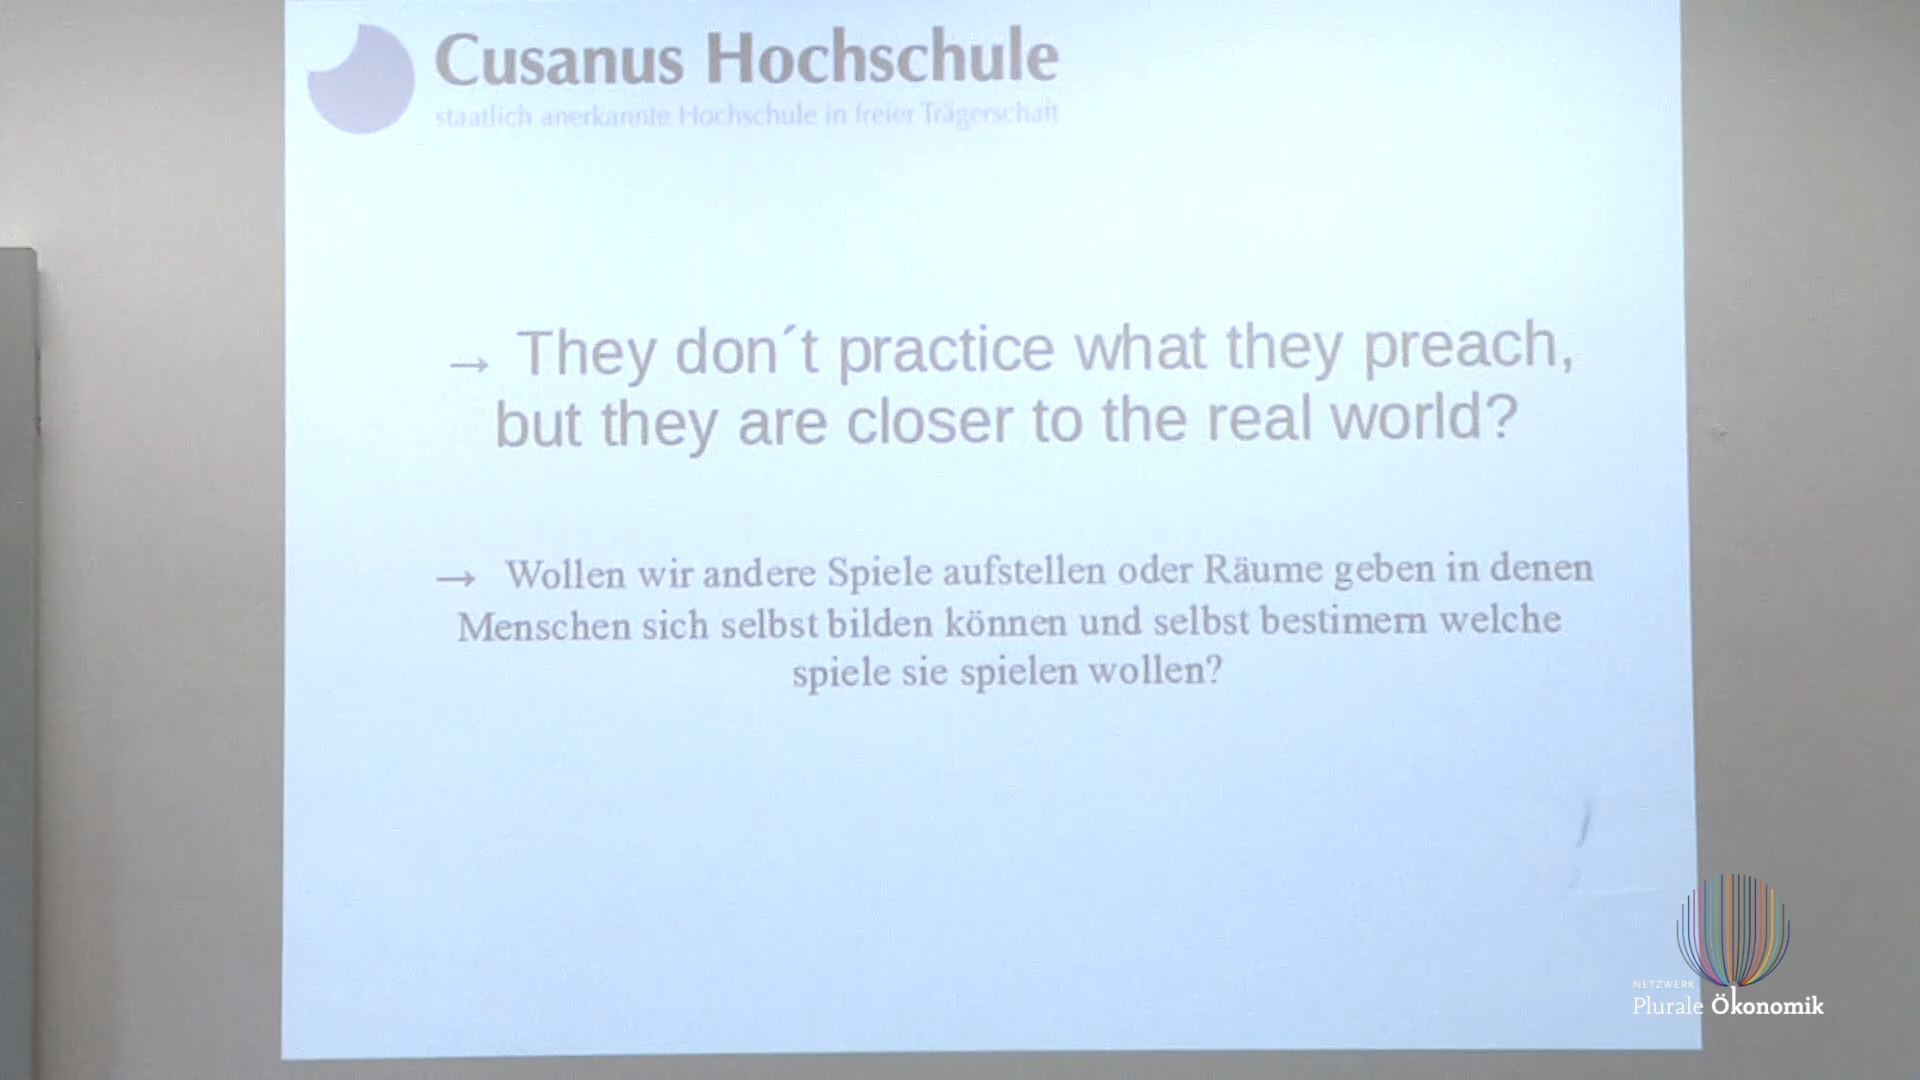 Cusanus Hochschule
staatlich anerkannte Hochschule in freier Trägerschaft
→ They don´t practice what they preach,
but they are closer to the real world?
→ Wollen wir andere Spiele aufstellen oder Räume geben in denen
Menschen sich selbst bilden können und selbst bestimern welche
spiele sie spielen wollen?
NETZWERK
Plurale Ökonomik